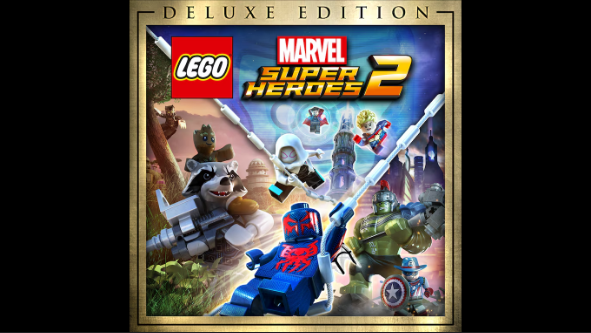 DELUXE EDITION
LEGO
MARVEL
SUPER
HEROES 2